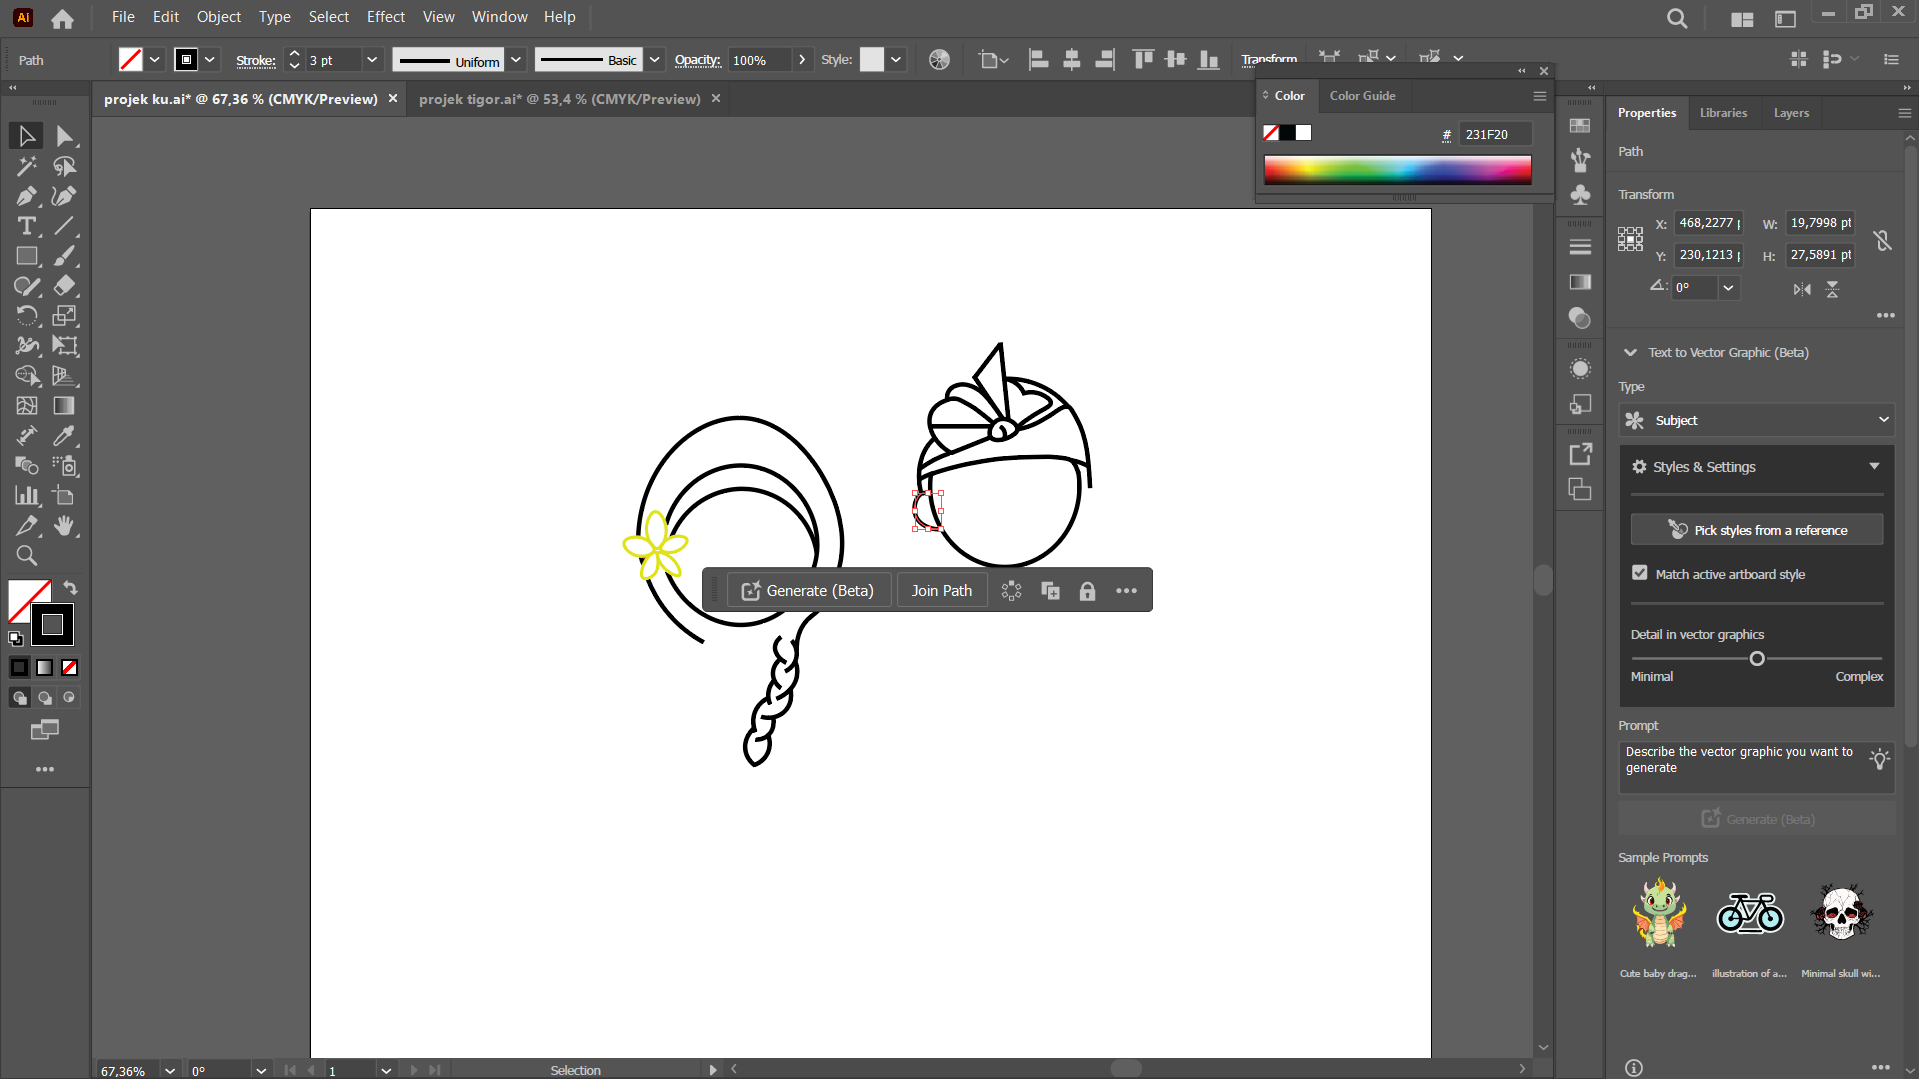 Ai
File Edit Object Type Select Effect View Window Help
Path Stroke: 3 pt Uniform Basic Opacity: 100% Style: Transform
projek ku.ai* @ 67,36 % (CMYK/Preview) × projek tigor.ai* @ 53,4 % (CMYK/Preview) ×
Color Color Guide
# 231F20
Properties Libraries Layers
Path
Transform
X: 468,2277 W: 19,7998 pt
Y: 230,1213 H: 27,5891 pt
0°
Text to Vector Graphic (Beta)
Type
Subject
Styles & Settings
Pick styles from a reference
Match active artboard style
Detail in vector graphics
Minimal Complex
Prompt
Describe the vector graphic you want to
generate
Generate (Beta)
Sample Prompts
Cute baby drag... illustration of a... Minimal skull wi...
Generate (Beta) Join Path
67,36% 0° 1 Selection